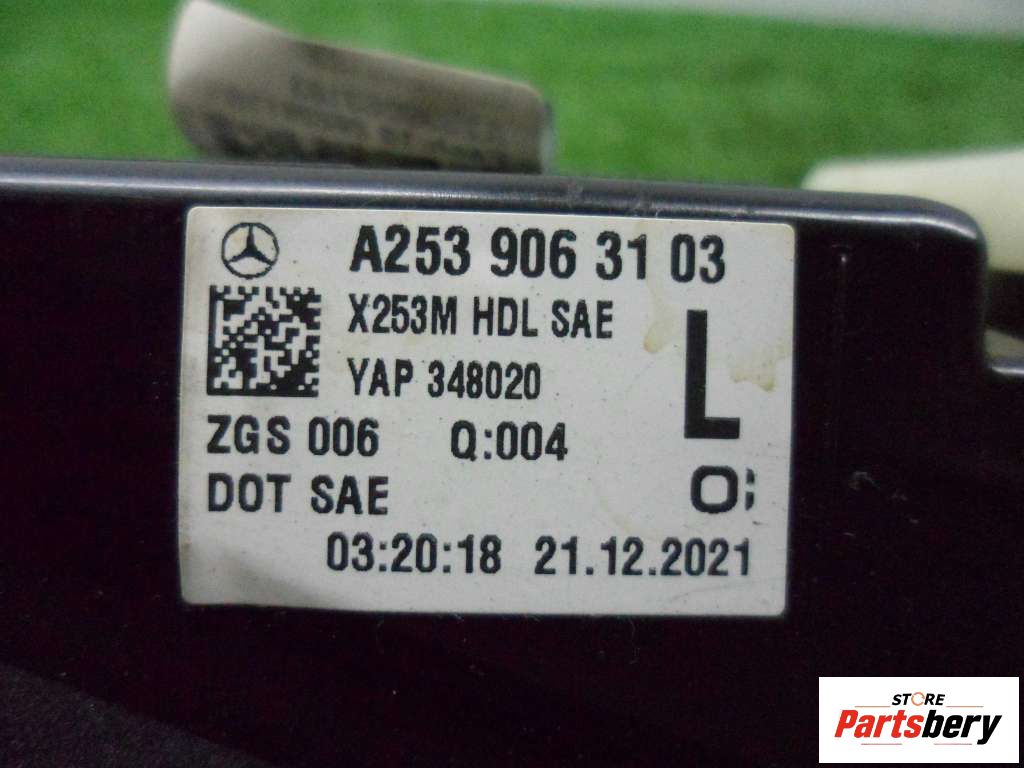 A253 906 31 03
X253M HDL SAE
YAP 348020
L
ZGS 006 Q:004
DOT SAE
03:20:18 21.12.2021
STORE
Partsbery